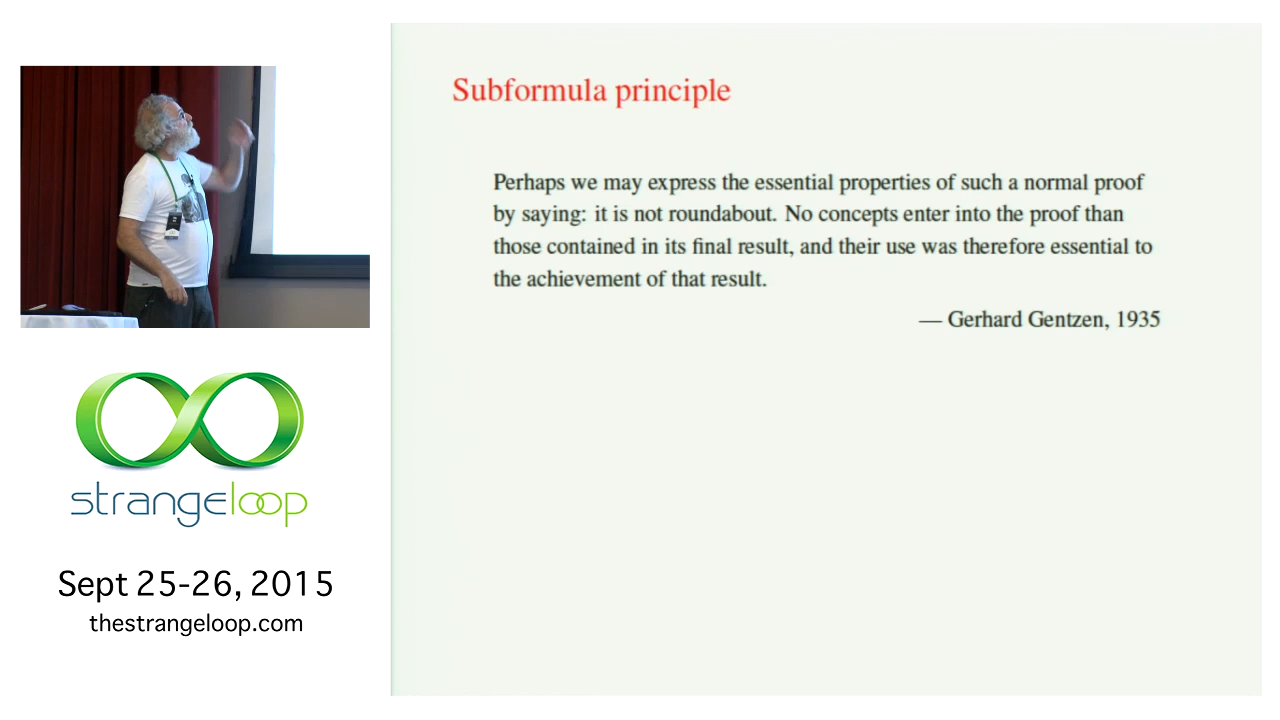 Subformula principle
Perhaps we may express the essential properties of such a normal proof
by saying: it is not roundabout. No concepts enter into the proof than
those contained in its final result, and their use was therefore essential to
the achievement of that result.
— Gerhard Gentzen, 1935
strangeloop
Sept 25-26, 2015
thestrangeloop.com